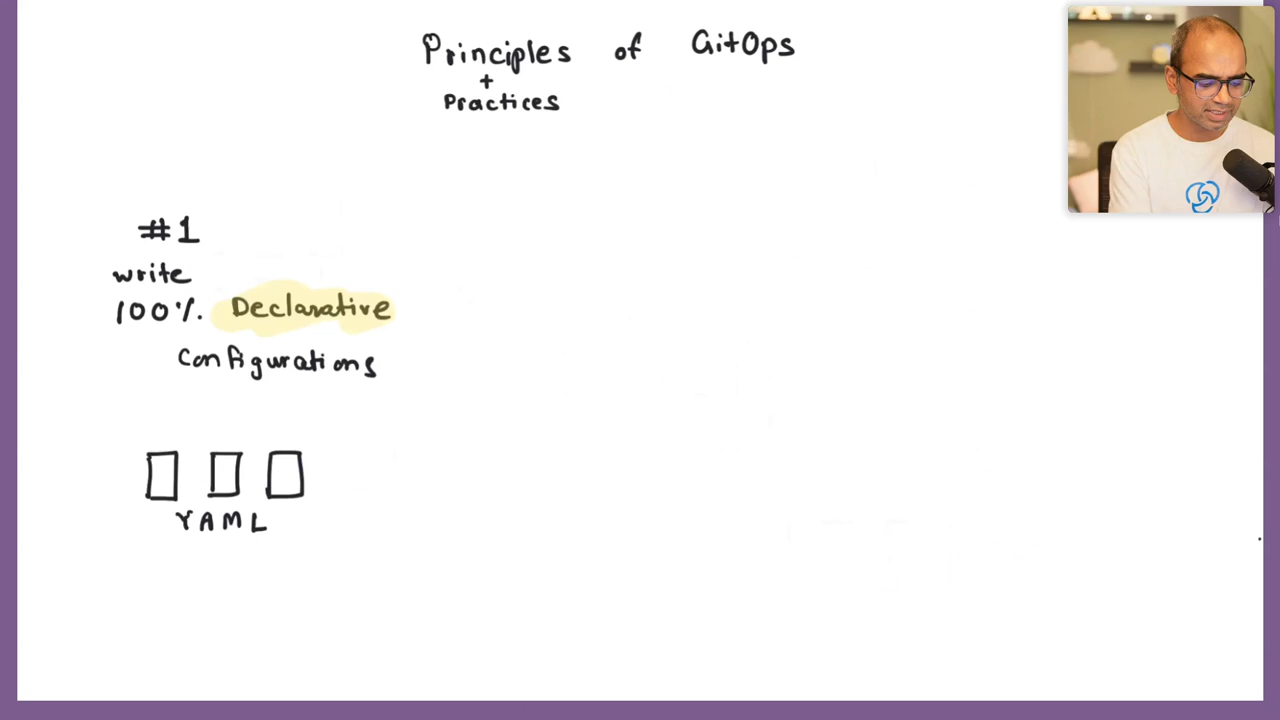 Principles of GitOps
+
Practices
#1
write
100% Declarative
Configurations
YAML